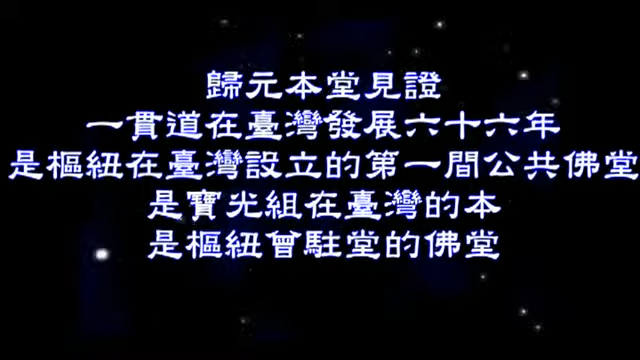 歸元本堂見證
一貫道在臺灣發展六十六年
是樞紐在臺灣設立的第一間公共佛堂
是寶光組在臺灣的本
是樞紐曾駐堂的佛堂